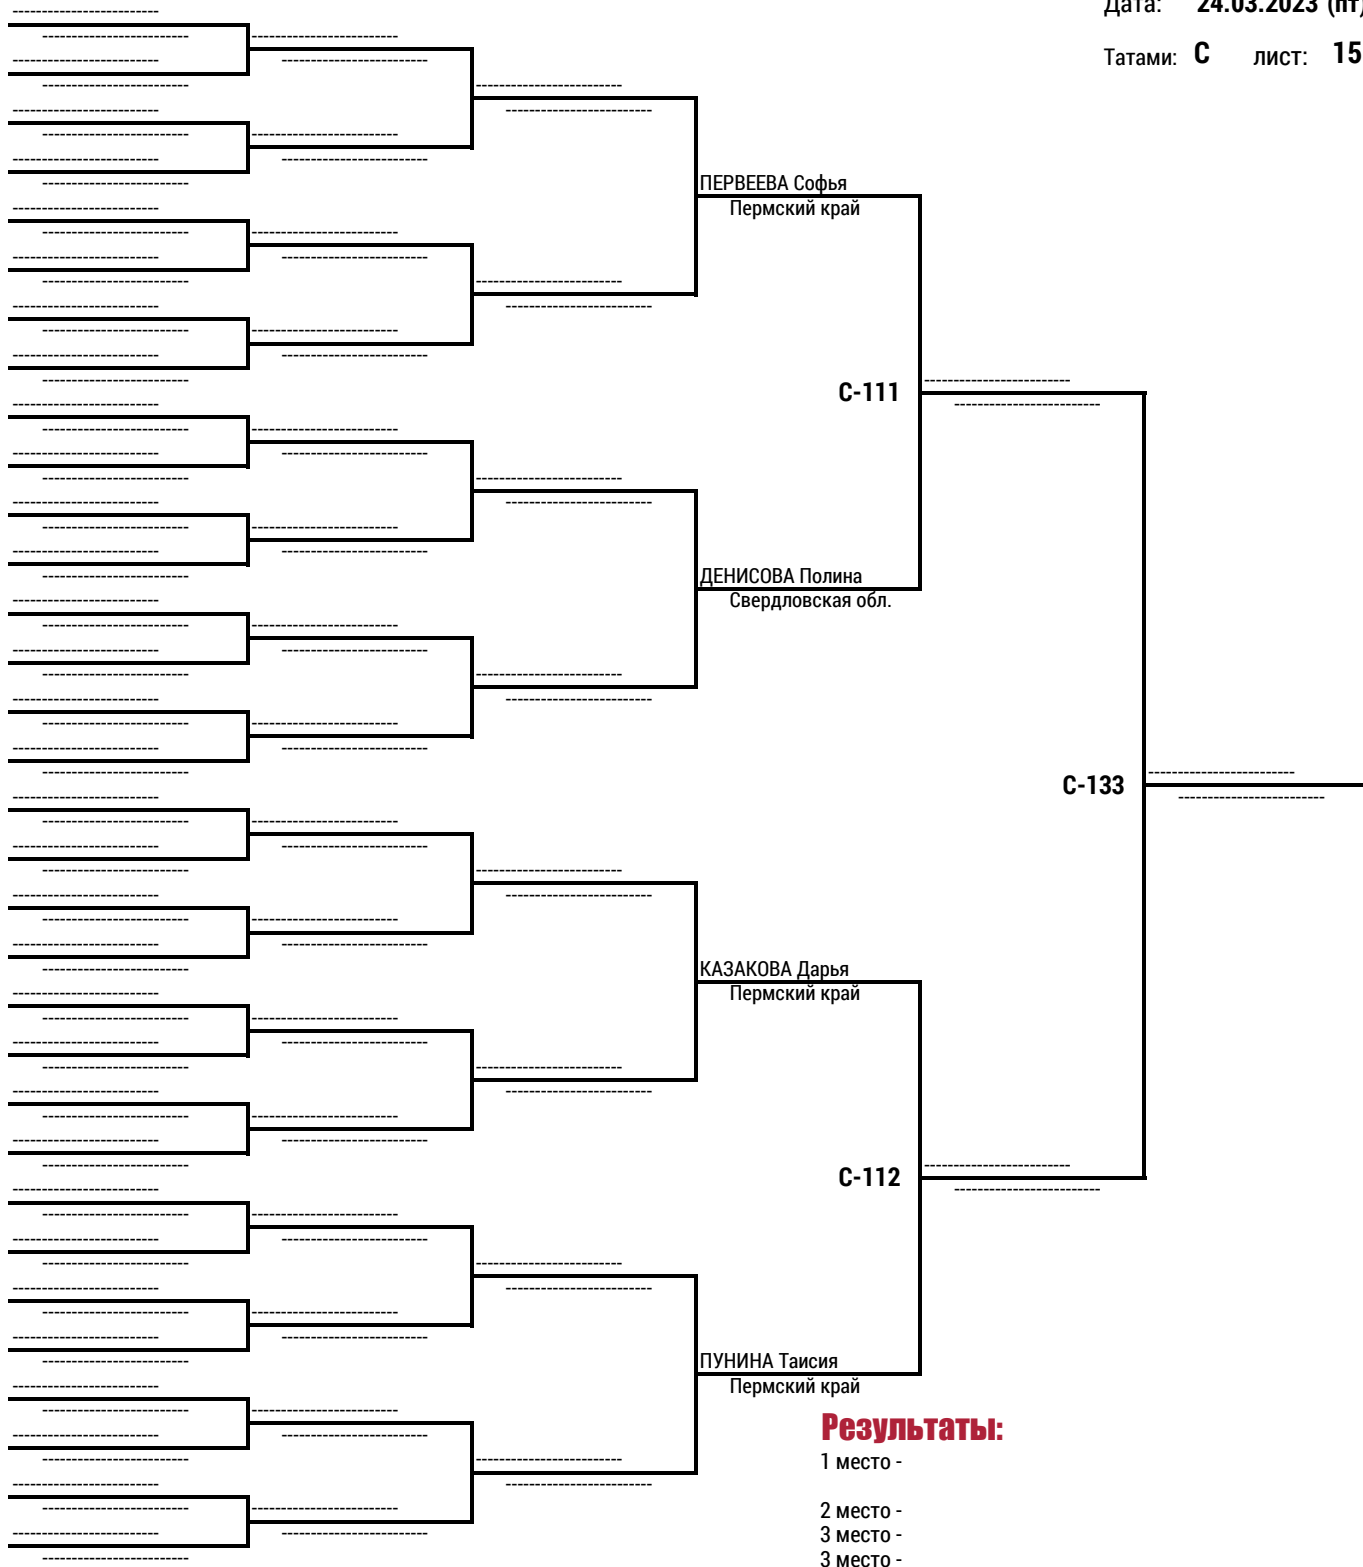 Дата: 24.03.2023 (пт)
Татами: C лист: 15
ПЕРВЕЕВА Софья
Пермский край
C-111
ДЕНИСОВА Полина
Свердловская обл.
C-133
КАЗАКОВА Дарья
Пермский край
C-112
ПУНИНА Таисия
Пермский край
Результаты:
1 место -
2 место -
3 место -
3 место -